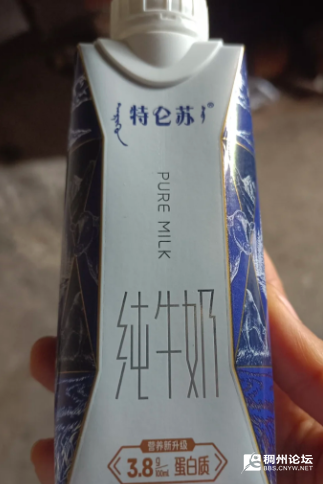 特仑苏®
PURE MILK
纯牛奶
营养新升级
3.8g/100ml 蛋白质
稠州论坛
BBS.CNYW.NET